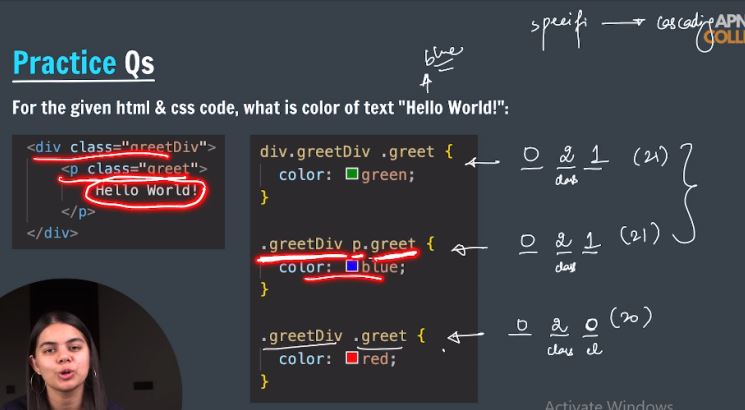 specifi → cascading
APN
COLL
blue
A
Practice Qs
For the given html & css code, what is color of text "Hello World!":
<div class="greetDiv">
<p class="greet">
Hello World!
</p>
</div>
div.greetDiv .greet {
color: green;
}
0 2 1 (21)
class
.greetDiv p.greet {
color: blue;
}
0 2 1 (21)
class
.greetDiv .greet {
color: red;
}
0 2 0 (20)
class el
Activate Windows